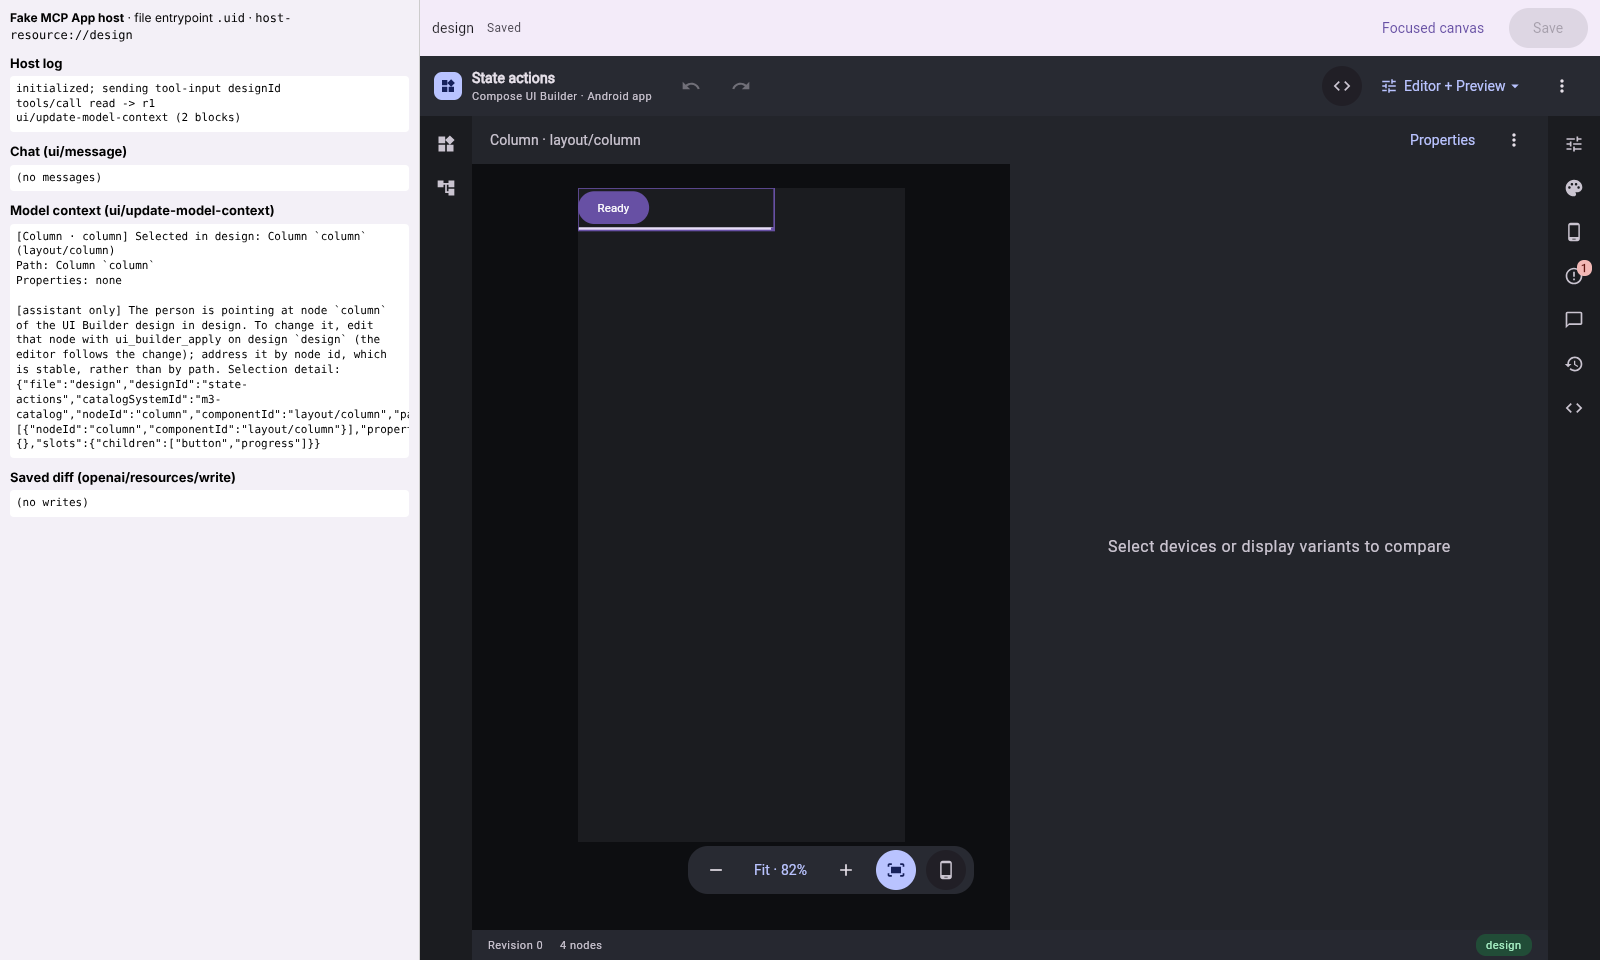 Fake MCP App host · file entrypoint .uid · host-
resource://design
Host log
initialized; sending tool-input designId
tools/call read -> r1
ui/update-model-context (2 blocks)
Chat (ui/message)
(no messages)
Model context (ui/update-model-context)
[Column · column] Selected in design: Column `column`
(layout/column)
Path: Column `column`
Properties: none
[assistant only] The person is pointing at node `column`
of the UI Builder design in design. To change it, edit
that node with ui_builder_apply on design `design` (the
editor follows the change); address it by node id, which
is stable, rather than by path. Selection detail:
{"file":"design","designId":"state-
actions","catalogSystemId":"m3-
catalog","nodeId":"column","componentId":"layout/column","pa
[{"nodeId":"column","componentId":"layout/column"}],"proper
{},"slots":{"children":["button","progress"]}}
Saved diff (openai/resources/write)
(no writes)
design Saved
Focused canvas
Save
State actions
Compose UI Builder · Android app
Editor + Preview
Column · layout/column
Properties
Ready
1
Select devices or display variants to compare
Fit · 82%
Revision 0 4 nodes
design